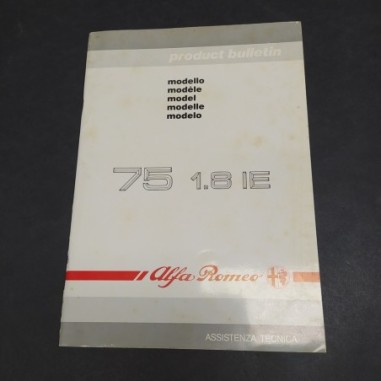 product bulletin
modello
modèle
model
modelle
modelo
75 1.8 IE
Alfa Romeo
ASSISTENZA TECNICA